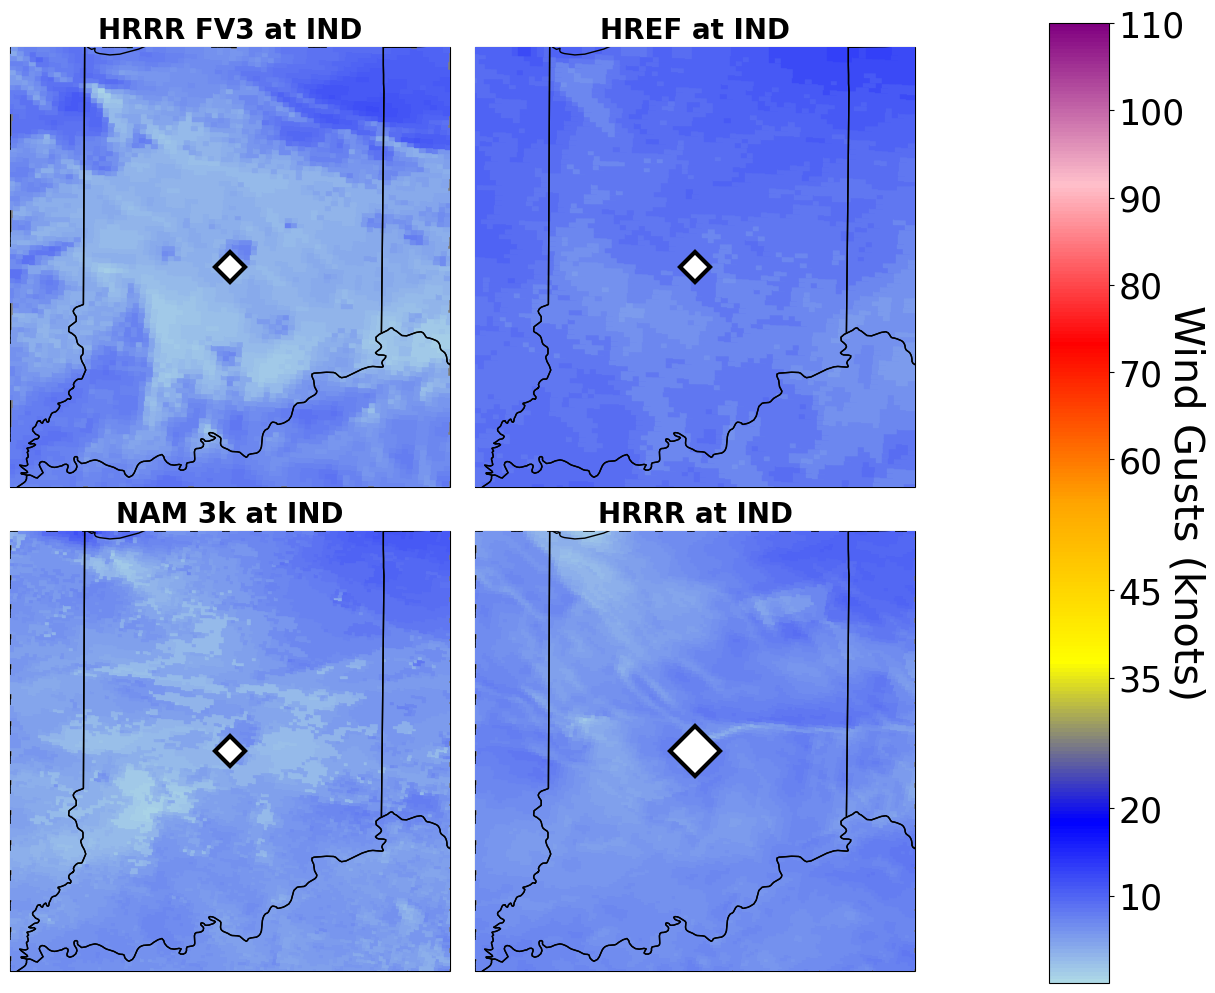 HRRR FV3 at IND
HREF at IND
NAM 3k at IND
HRRR at IND
110
100
90
80
70
60
45
35
20
10
Wind Gusts (knots)